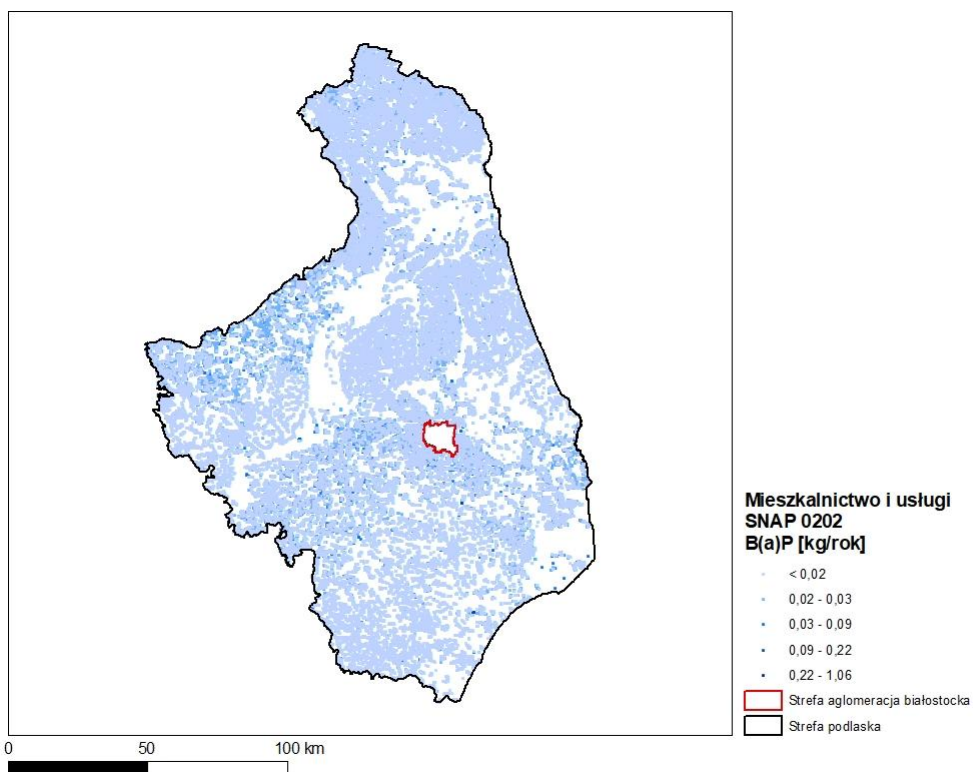 Mieszkalnictwo i usługi
SNAP 0202
B(a)P [kg/rok]
< 0,02
0,02 - 0,03
0,03 - 0,09
0,09 - 0,22
0,22 - 1,06
Strefa aglomeracja białostocka
Strefa podlaska
0 50 100 km